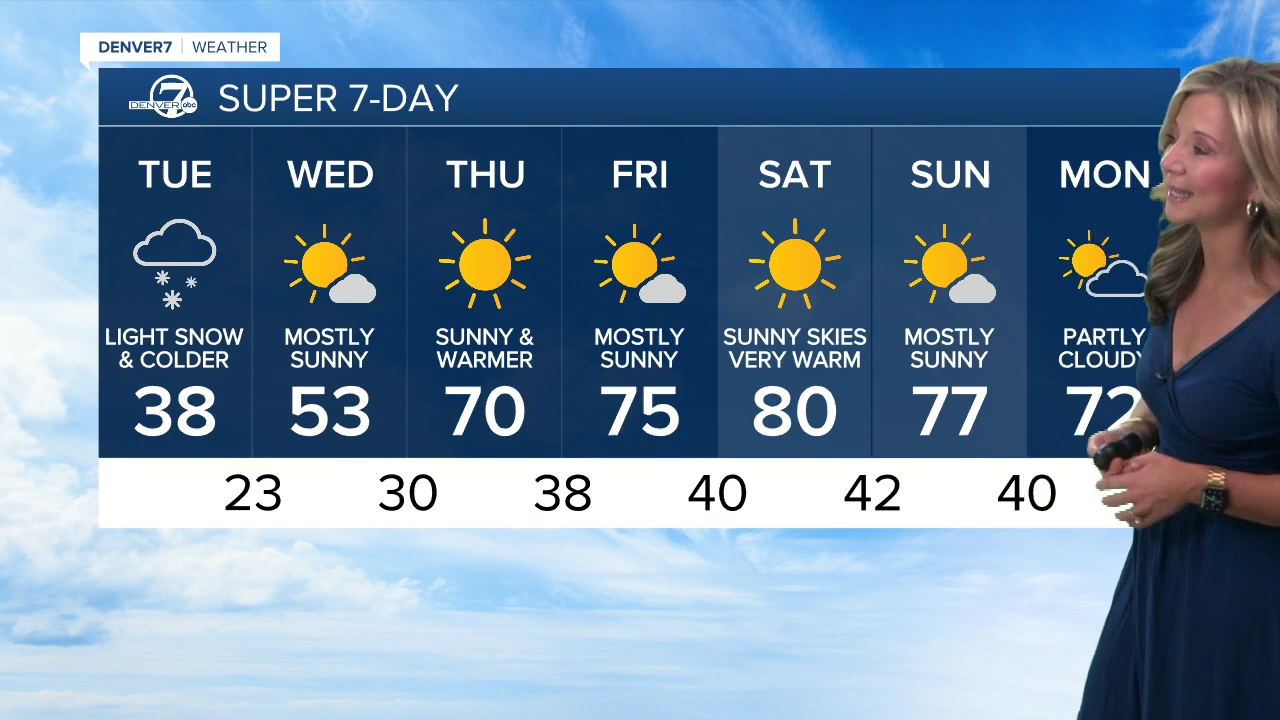 DENVER7 | WEATHER
DENVER 7 abc
SUPER 7-DAY
TUE WED THU FRI SAT SUN MON
LIGHT SNOW & COLDER
MOSTLY SUNNY
SUNNY & WARMER
MOSTLY SUNNY
SUNNY SKIES VERY WARM
MOSTLY SUNNY
PARTLY CLOUDY
38 53 70 75 80 77 72
23 30 38 40 42 40